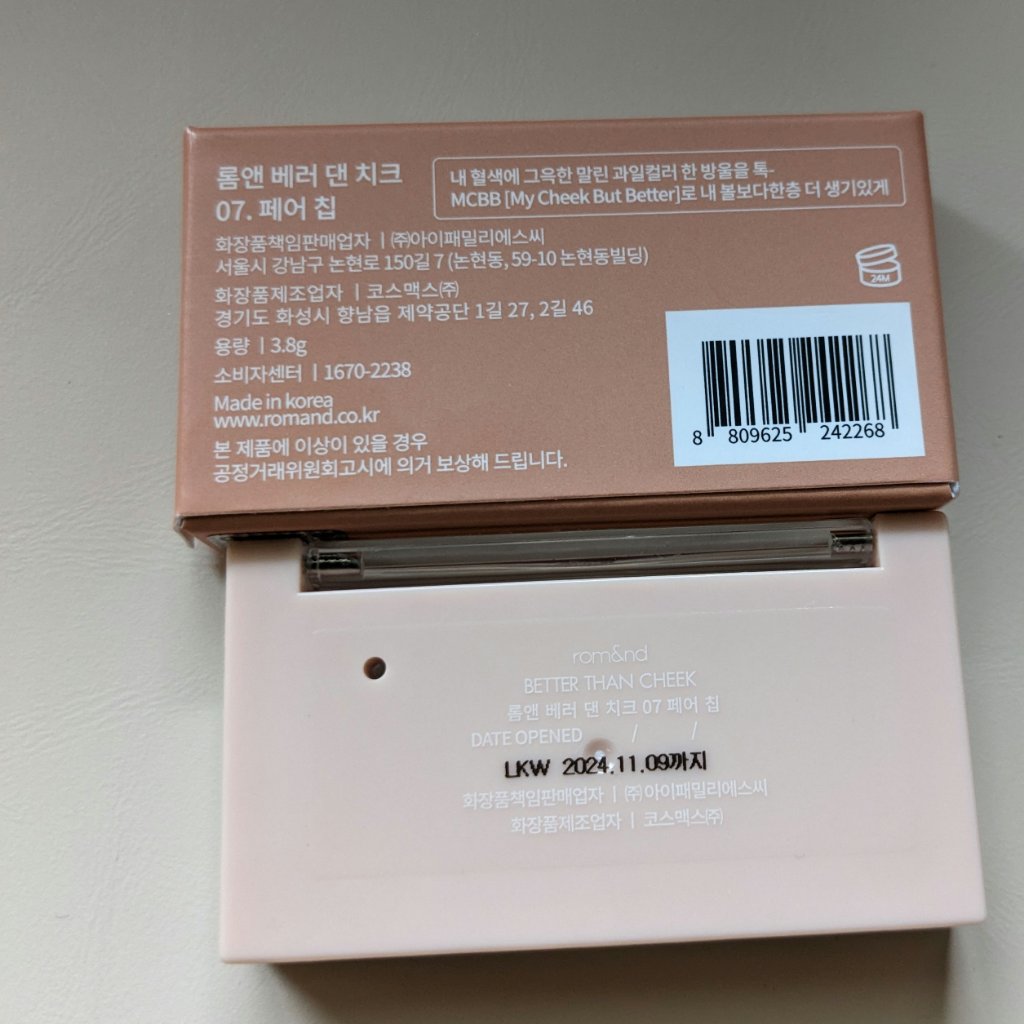 롬앤 베러 댄 치크
07. 페어 칩
내 혈색에 그윽한 말린 과일컬러 한 방울을 톡-
MCBB [My Cheek But Better]로 내 볼보다한층 더 생기있게
화장품책임판매업자 ㅣ㈜아이패밀리에스씨
서울시 강남구 논현로 150길 7 (논현동, 59-10 논현동빌딩)
화장품제조업자 ㅣ코스맥스㈜
경기도 화성시 향남읍 제약공단 1길 27, 2길 46
용량 ㅣ3.8g
소비자센터 ㅣ1670-2238
Made in korea
www.romand.co.kr
본 제품에 이상이 있을 경우
공정거래위원회고시에 의거 보상해 드립니다.
24M
8 809625 242268
rom&nd
BETTER THAN CHEEK
롬앤 베러 댄 치크 07 페어 칩
DATE OPENED / /
LKW 2024.11.09까지
화장품책임판매업자 ㅣ㈜아이패밀리에스씨
화장품제조업자 ㅣ 코스맥스㈜